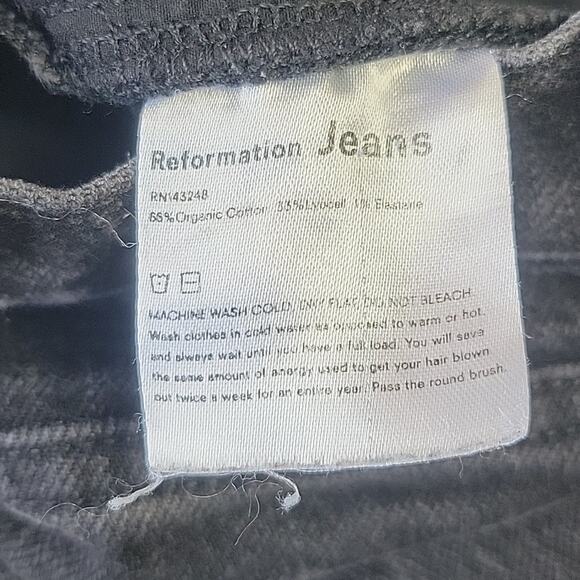 Reformation Jeans
RN143248
66% Organic Cotton 33% Lyocell 1% Elastane
MACHINE WASH COLD. DRY FLAT. DO NOT BLEACH
Wash clothes in cold water as opposed to warm or hot,
and always wait until you have a full load. You will save
the same amount of energy used to get your hair blown
out twice a week for an entire year. Pass the round brush.